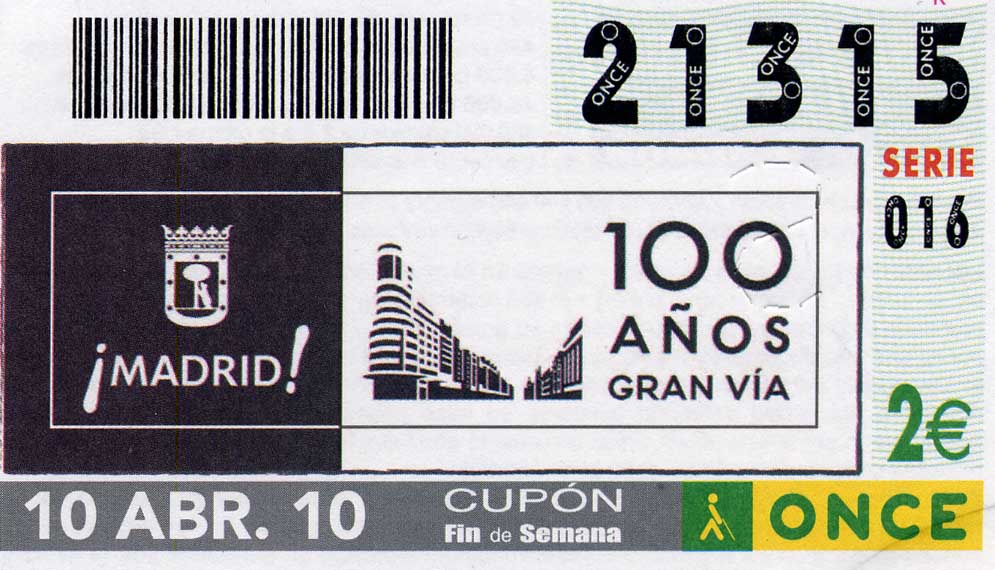 21315
SERIE
016
¡MADRID!
100
AÑOS
GRAN VÍA
2€
10 ABR. 10
CUPÓN
Fin de Semana
ONCE